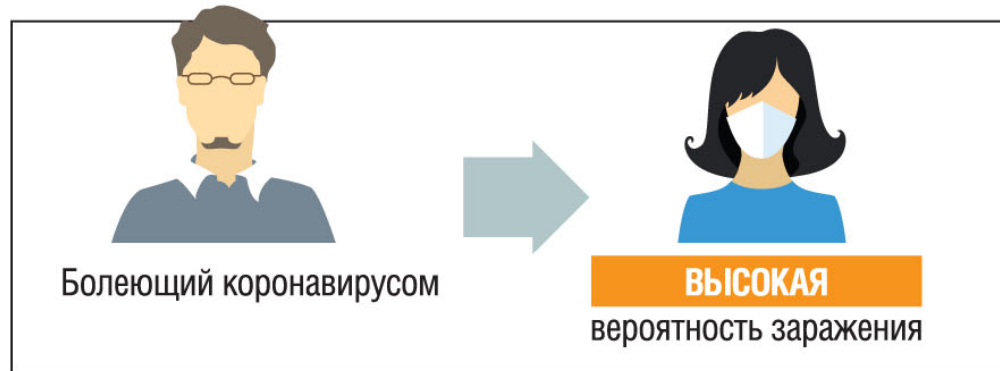 Болеющий коронавирусом
ВЫСОКАЯ
вероятность заражения